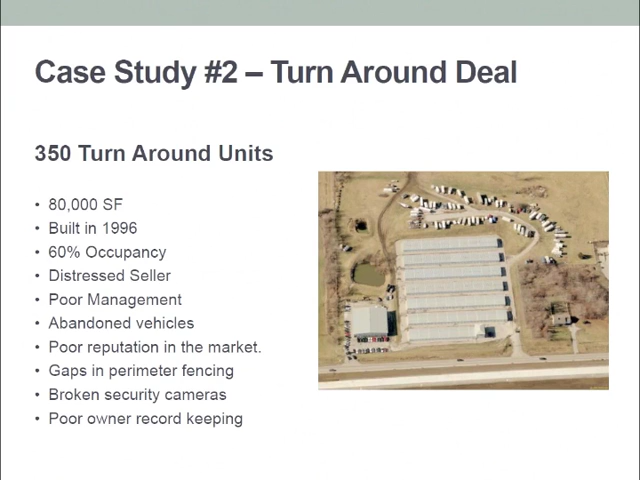 Case Study #2 – Turn Around Deal
350 Turn Around Units
• 80,000 SF
• Built in 1996
• 60% Occupancy
• Distressed Seller
• Poor Management
• Abandoned vehicles
• Poor reputation in the market.
• Gaps in perimeter fencing
• Broken security cameras
• Poor owner record keeping